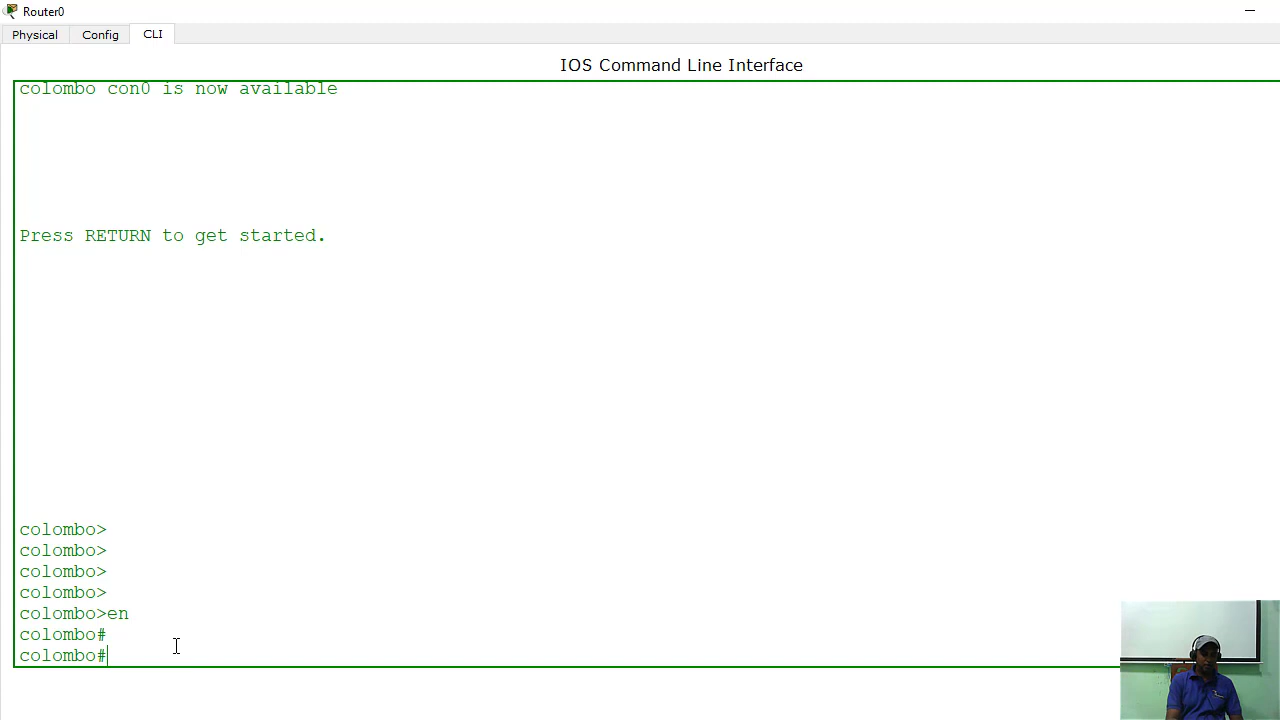 Router0
Physical
Config
CLI
IOS Command Line Interface
colombo con0 is now available
Press RETURN to get started.
colombo>
colombo>
colombo>
colombo>
colombo>en
colombo#
colombo#